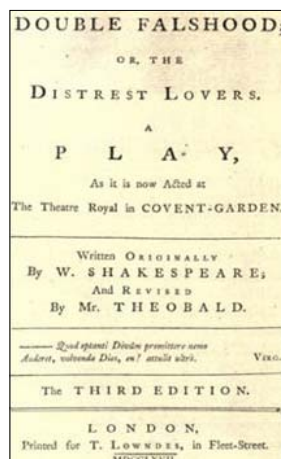 DOUBLE FALSHOOD;
OR, THE
DISTREST LOVERS.
A
PLAY,
As it is now Acted at
The Theatre Royal in COVENT-GARDEN.
Written ORIGINALLY
By W. SHAKESPEARE;
And REVISED
By Mr. THEOBALD.
—— Quod optanti Divûm promittere nemo
Auderet, volvenda Dies, en! attulit ultrò. VIRG.
The THIRD EDITION.
LONDON,
Printed for T. LOWNDES, in Fleet-Street.
MDCCLXVII